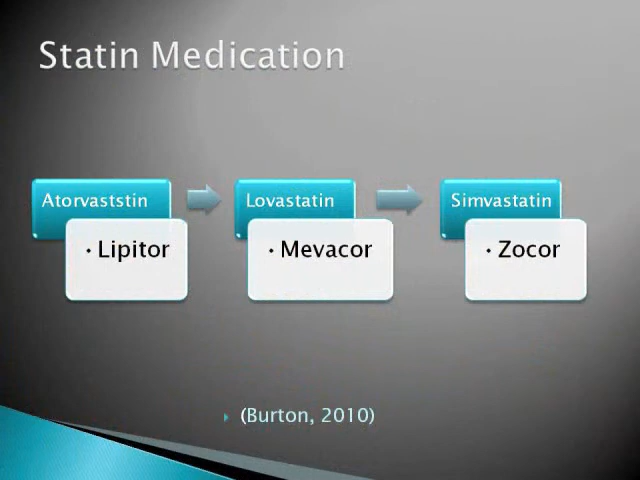 Statin Medication
Atorvaststin
• Lipitor
Lovastatin
• Mevacor
Simvastatin
• Zocor
(Burton, 2010)